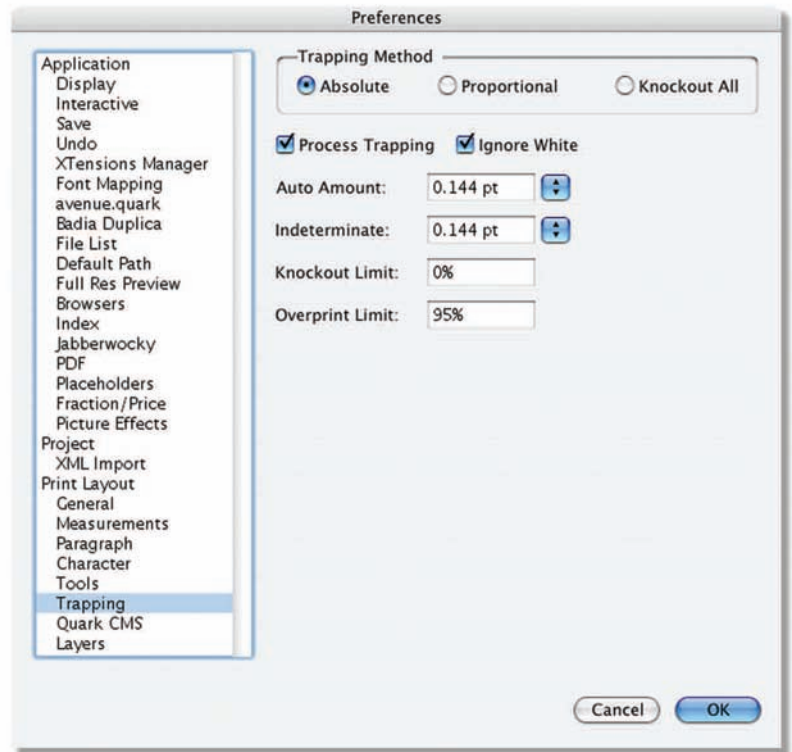 Preferences
Application
Display
Interactive
Save
Undo
XTensions Manager
Font Mapping
avenue.quark
Badia Duplica
File List
Default Path
Full Res Preview
Browsers
Index
Jabberwocky
PDF
Placeholders
Fraction/Price
Picture Effects
Project
XML Import
Print Layout
General
Measurements
Paragraph
Character
Tools
Trapping
Quark CMS
Layers
Trapping Method
Absolute Proportional Knockout All
Process Trapping Ignore White
Auto Amount: 0.144 pt
Indeterminate: 0.144 pt
Knockout Limit: 0%
Overprint Limit: 95%
Cancel OK